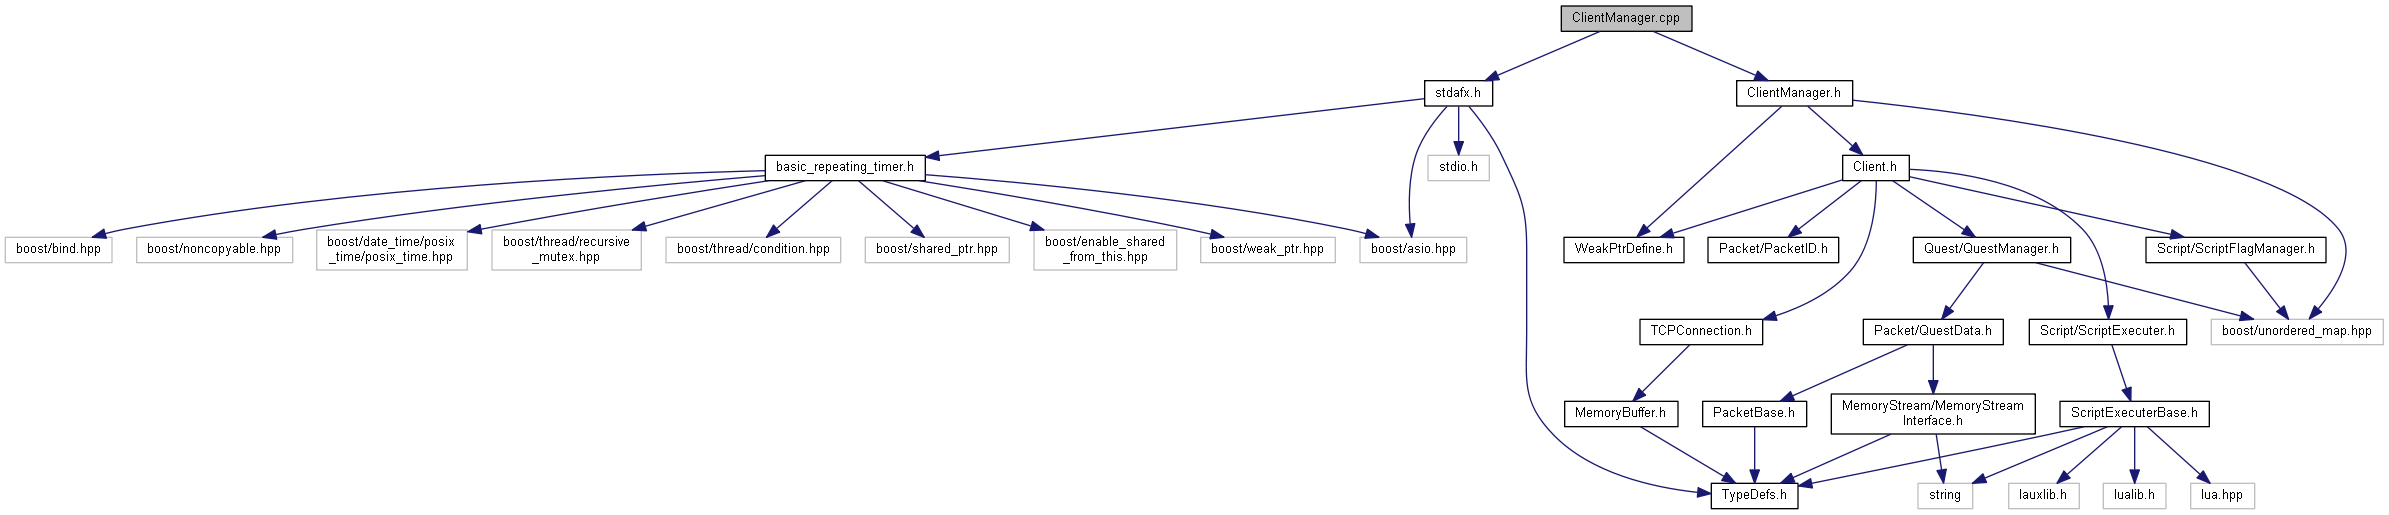 ClientManager.cpp
stdafx.h
ClientManager.h
basic_repeating_timer.h
stdio.h
Client.h
boost/bind.hpp
boost/noncopyable.hpp
boost/date_time/posix
_time/posix_time.hpp
boost/thread/recursive
_mutex.hpp
boost/thread/condition.hpp
boost/shared_ptr.hpp
boost/enable_shared
_from_this.hpp
boost/weak_ptr.hpp
boost/asio.hpp
WeakPtrDefine.h
Packet/PacketID.h
Quest/QuestManager.h
Script/ScriptFlagManager.h
TCPConnection.h
Packet/QuestData.h
Script/ScriptExecuter.h
boost/unordered_map.hpp
MemoryBuffer.h
PacketBase.h
MemoryStream/MemoryStream
Interface.h
ScriptExecuterBase.h
TypeDefs.h
string
lauxlib.h
lualib.h
lua.hpp